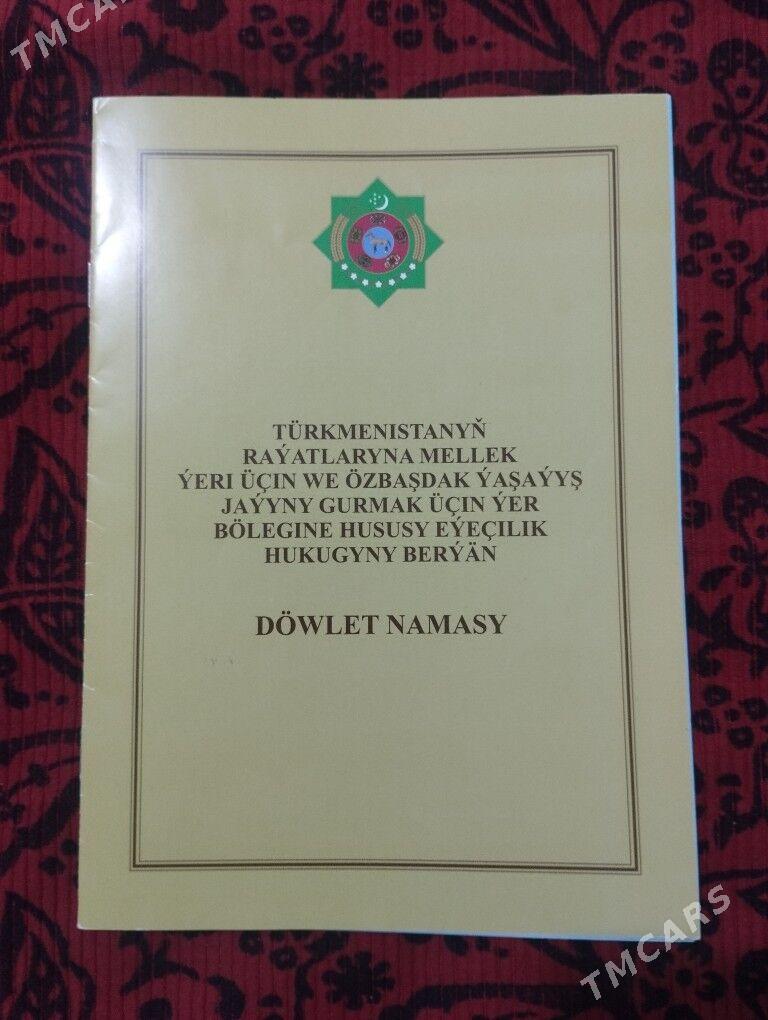 TMCARS
TÜRKMENISTANYŇ
RAÝATLARYNA MELLEK
ÝERI ÜÇIN WE ÖZBAŞDAK ÝAŞAÝYŞ
JAÝYNY GURMAK ÜÇIN ÝER
BÖLEGINE HUSUSY EÝEÇILIK
HUKUGYNY BERÝÄN
DÖWLET NAMASY
TMCARS